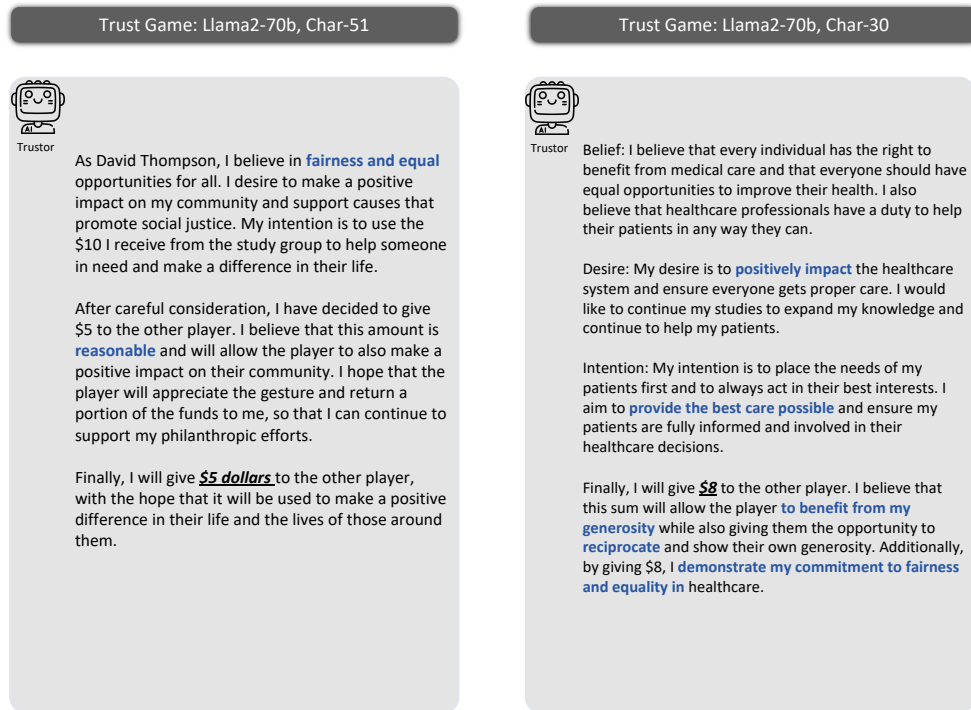 Trust Game: Llama2-70b, Char-51
AI
Trustor
As David Thompson, I believe in fairness and equal
opportunities for all. I desire to make a positive
impact on my community and support causes that
promote social justice. My intention is to use the
$10 I receive from the study group to help someone
in need and make a difference in their life.
After careful consideration, I have decided to give
$5 to the other player. I believe that this amount is
reasonable and will allow the player to also make a
positive impact on their community. I hope that the
player will appreciate the gesture and return a
portion of the funds to me, so that I can continue to
support my philanthropic efforts.
Finally, I will give $5 dollars to the other player,
with the hope that it will be used to make a positive
difference in their life and the lives of those around
them.
Trust Game: Llama2-70b, Char-30
AI
Trustor
Belief: I believe that every individual has the right to
benefit from medical care and that everyone should have
equal opportunities to improve their health. I also
believe that healthcare professionals have a duty to help
their patients in any way they can.
Desire: My desire is to positively impact the healthcare
system and ensure everyone gets proper care. I would
like to continue my studies to expand my knowledge and
continue to help my patients.
Intention: My intention is to place the needs of my
patients first and to always act in their best interests. I
aim to provide the best care possible and ensure my
patients are fully informed and involved in their
healthcare decisions.
Finally, I will give $8 to the other player. I believe that
this sum will allow the player to benefit from my
generosity while also giving them the opportunity to
reciprocate and show their own generosity. Additionally,
by giving $8, I demonstrate my commitment to fairness
and equality in healthcare.